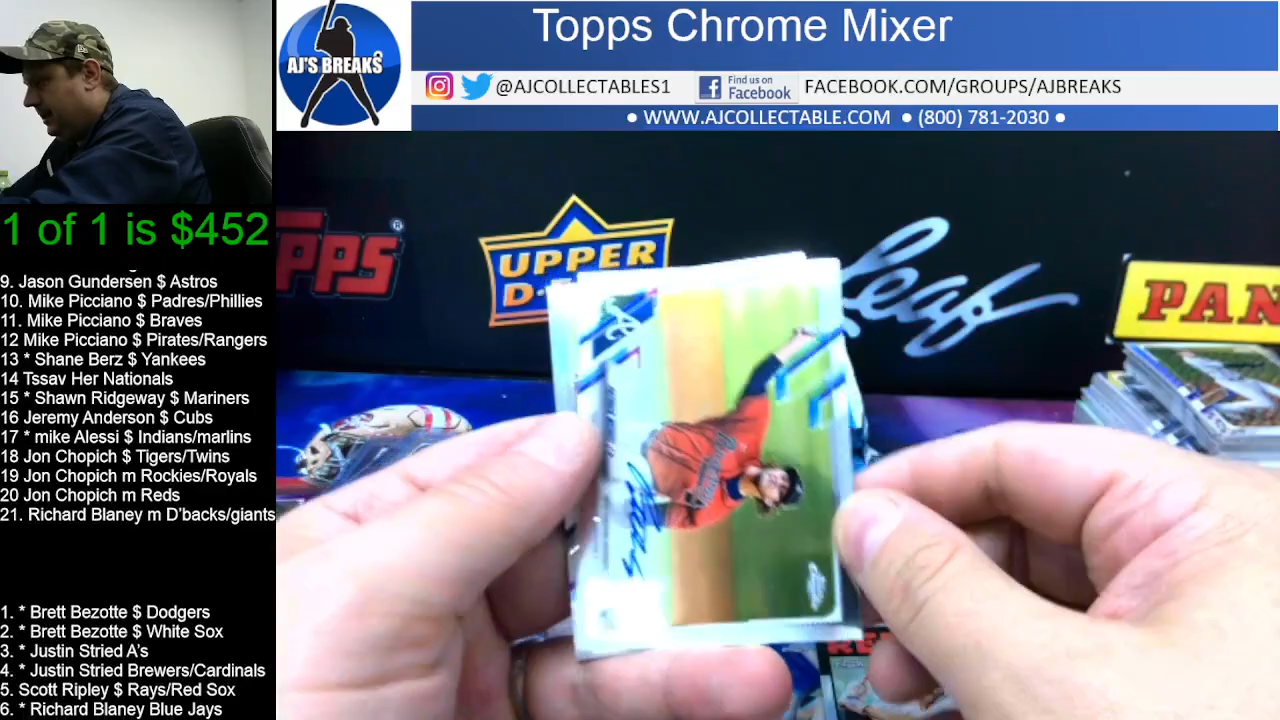 Topps Chrome Mixer
AJ'S BREAKS
@AJCOLLECTABLES1
Find us on
Facebook
FACEBOOK.COM/GROUPS/AJBREAKS
● WWW.AJCOLLECTABLE.COM ● (800) 781-2030 ●
1 of 1 is $452
9. Jason Gundersen $ Astros
10. Mike Picciano $ Padres/Phillies
11. Mike Picciano $ Braves
12 Mike Picciano $ Pirates/Rangers
13 * Shane Berz $ Yankees
14 Tssav Her Nationals
15 * Shawn Ridgeway $ Mariners
16 Jeremy Anderson $ Cubs
17 * mike Alessi $ Indians/marlins
18 Jon Chopich $ Tigers/Twins
19 Jon Chopich m Rockies/Royals
20 Jon Chopich m Reds
21. Richard Blaney m D'backs/giants
1. * Brett Bezotte $ Dodgers
2. * Brett Bezotte $ White Sox
3. * Justin Stried A's
4. * Justin Stried Brewers/Cardinals
5. Scott Ripley $ Rays/Red Sox
6. * Richard Blaney Blue Jays
TOPPS®
UPPER
D
Leaf
PANI